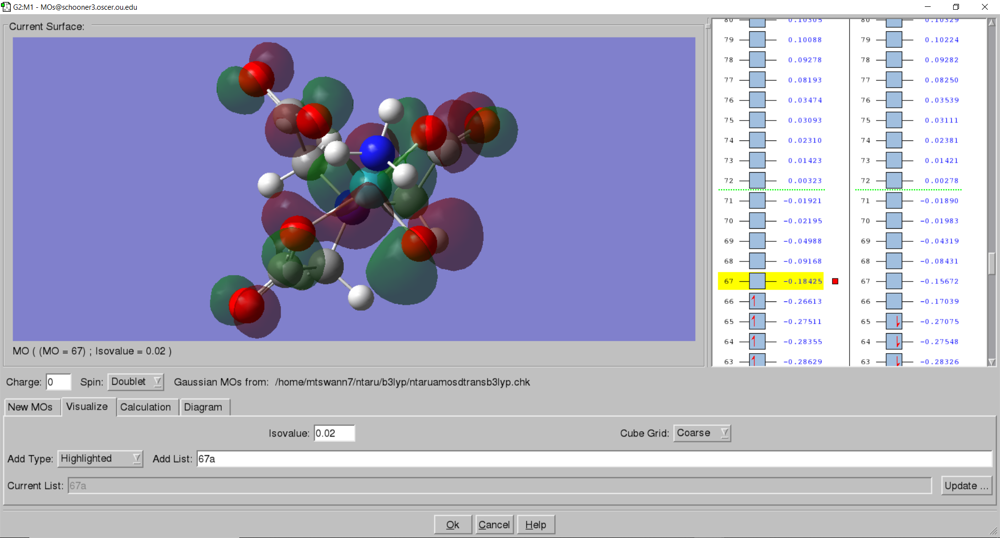 G2:M1 - MOs@schooner3.oscer.ou.edu
Current Surface:
80 0.10305 80 0.10329
79 0.10088 79 0.10224
78 0.09278 78 0.09282
77 0.08193 77 0.08250
76 0.03474 76 0.03539
75 0.03093 75 0.03111
74 0.02310 74 0.02381
73 0.01423 73 0.01421
72 0.00323 72 0.00278
71 -0.01921 71 -0.01890
70 -0.02195 70 -0.01983
69 -0.04988 69 -0.04319
68 -0.09168 68 -0.08431
67 -0.18425 67 -0.15672
66 -0.26613 66 -0.17039
65 -0.27511 65 -0.27075
64 -0.28355 64 -0.27548
63 -0.28629 63 -0.28326
MO ( (MO = 67) ; Isovalue = 0.02 )
Charge: 0 Spin: Doublet Gaussian MOs from: /home/mtswann7/ntaru/b3lyp/ntaruamosdtransb3lyp.chk
New MOs Visualize Calculation Diagram
Isovalue: 0.02 Cube Grid: Coarse
Add Type: Highlighted Add List: 67a
Current List: 67a Update ...
Ok Cancel Help